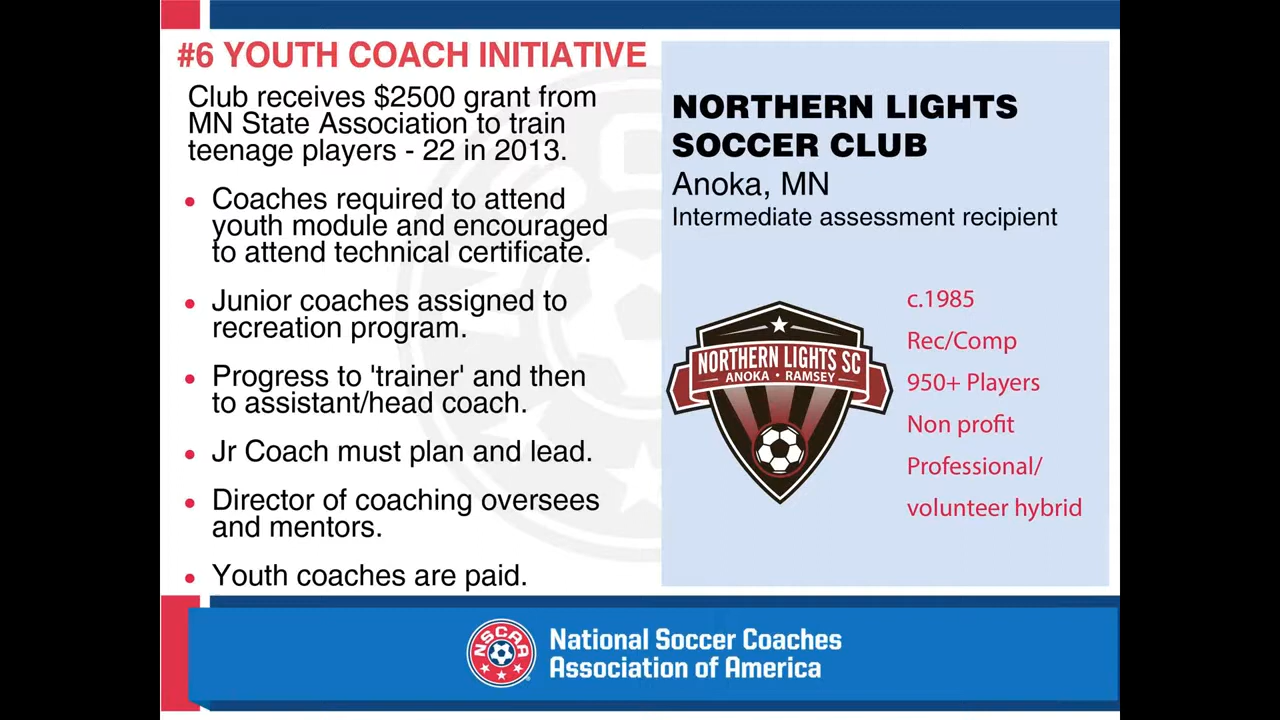 #6 YOUTH COACH INITIATIVE
Club receives $2500 grant from
MN State Association to train
teenage players - 22 in 2013.
• Coaches required to attend
youth module and encouraged
to attend technical certificate.
• Junior coaches assigned to
recreation program.
• Progress to 'trainer' and then
to assistant/head coach.
• Jr Coach must plan and lead.
• Director of coaching oversees
and mentors.
• Youth coaches are paid.
NORTHERN LIGHTS
SOCCER CLUB
Anoka, MN
Intermediate assessment recipient
NORTHERN LIGHTS SC
ANOKA • RAMSEY
c.1985
Rec/Comp
950+ Players
Non profit
Professional/
volunteer hybrid
NSCAA
National Soccer Coaches
Association of America